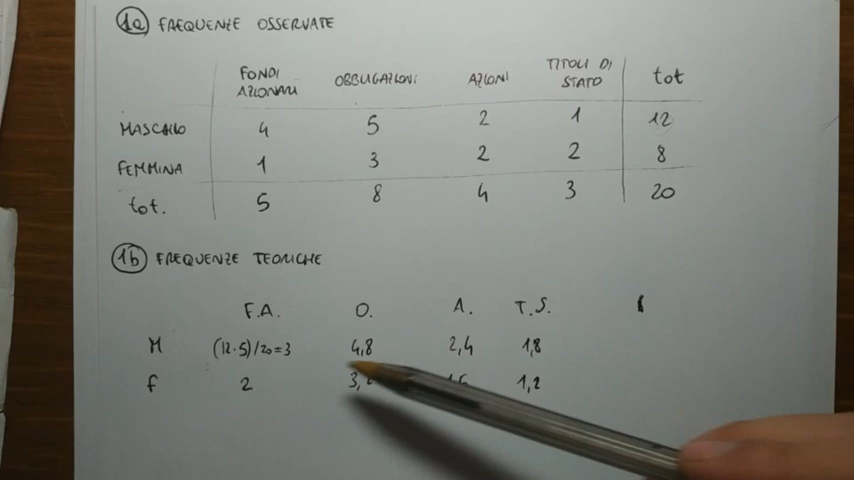 1a FREQUENZE OSSERVATE
FONDI AZIONARI OBBLIGAZIONI AZIONI TITOLI DI STATO tot
MASCHIO 4 5 2 1 12
FEMMINA 1 3 2 2 8
tot. 5 8 4 3 20
1b FREQUENZE TEORICHE
F.A. O. A. T.S.
M (12·5)/20=3 4,8 2,4 1,8
F 2 1,2